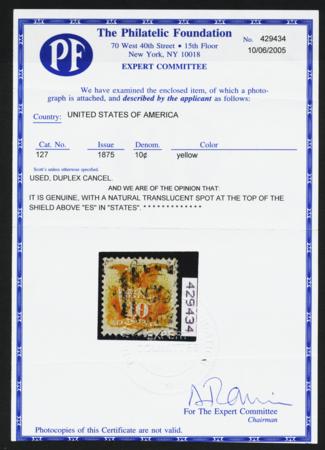 The Philatelic Foundation
70 West 40th Street • 15th Floor
New York, NY 10018
EXPERT COMMITTEE
No. 429434
10/06/2005
PF
We have examined the enclosed item, of which a photo-
graph is attached, and described by the applicant as follows:
Country: UNITED STATES OF AMERICA
Cat. No. Issue Denom. Color
127 1875 10¢ yellow
Scott's unless otherwise specified.
USED, DUPLEX CANCEL.
AND WE ARE OF THE OPINION THAT:
IT IS GENUINE, WITH A NATURAL TRANSLUCENT SPOT AT THE TOP OF THE
SHIELD ABOVE "ES" IN "STATES". * * * * * * * * * * * * *
10
429434
For The Expert Committee
Chairman
Photocopies of this Certificate are not valid.